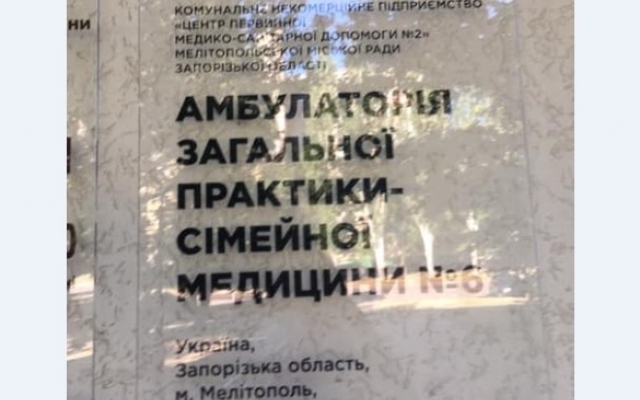 КОМУНАЛЬНЕ НЕКОМЕРЦІЙНЕ ПІДПРИЄМСТВО
«ЦЕНТР ПЕРВИННОЇ
МЕДИКО-САНІТАРНОЇ ДОПОМОГИ №2»
МЕЛІТОПОЛЬСЬКОЇ МІСЬКОЇ РАДИ
ЗАПОРІЗЬКОЇ ОБЛАСТІ
АМБУЛАТОРІЯ
ЗАГАЛЬНОЇ
ПРАКТИКИ-
СІМЕЙНОЇ
МЕДИЦИНИ №6
Україна,
Запорізька область,
м. Мелітополь,